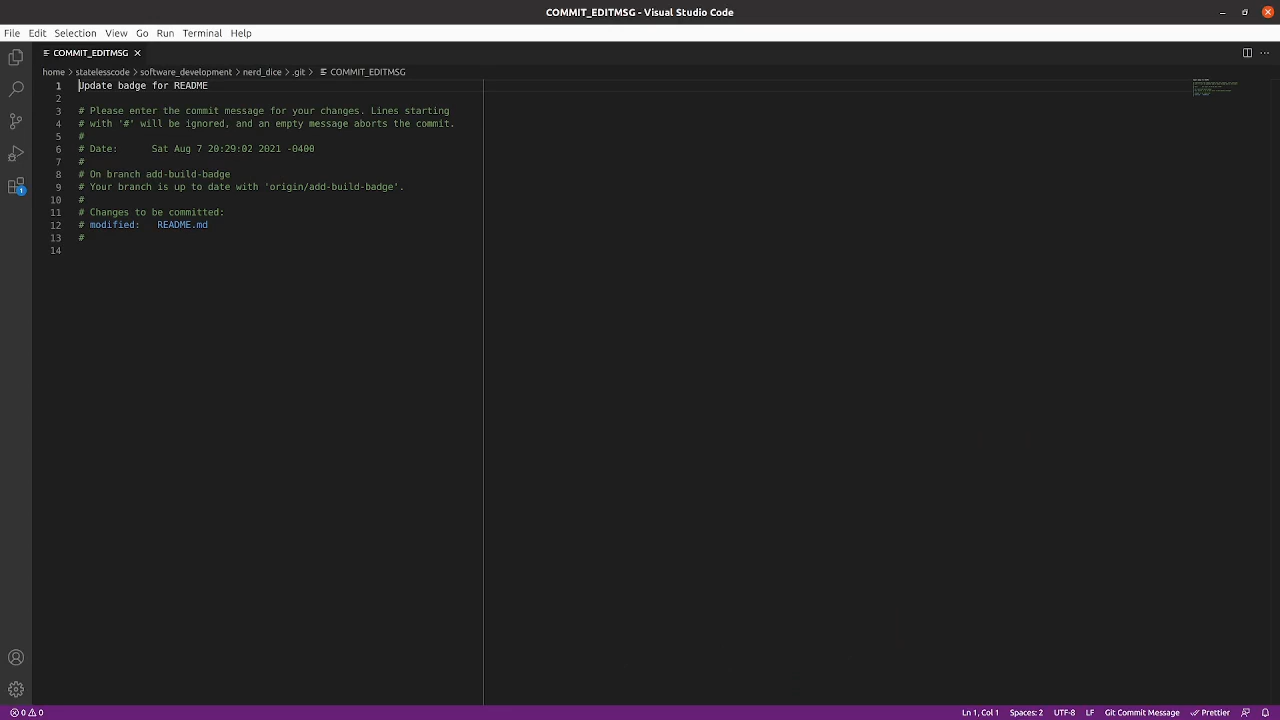 COMMIT_EDITMSG - Visual Studio Code
File Edit Selection View Go Run Terminal Help
COMMIT_EDITMSG
home > statelesscode > software_development > nerd_dice > .git > COMMIT_EDITMSG
1 Update badge for README
2
3 # Please enter the commit message for your changes. Lines starting
4 # with '#' will be ignored, and an empty message aborts the commit.
5 #
6 # Date:      Sat Aug 7 20:29:02 2021 -0400
7 #
8 # On branch add-build-badge
9 # Your branch is up to date with 'origin/add-build-badge'.
10 #
11 # Changes to be committed:
12 # modified:   README.md
13 #
14
1
0 0 Ln 1, Col 1 Spaces: 2 UTF-8 LF Git Commit Message Prettier